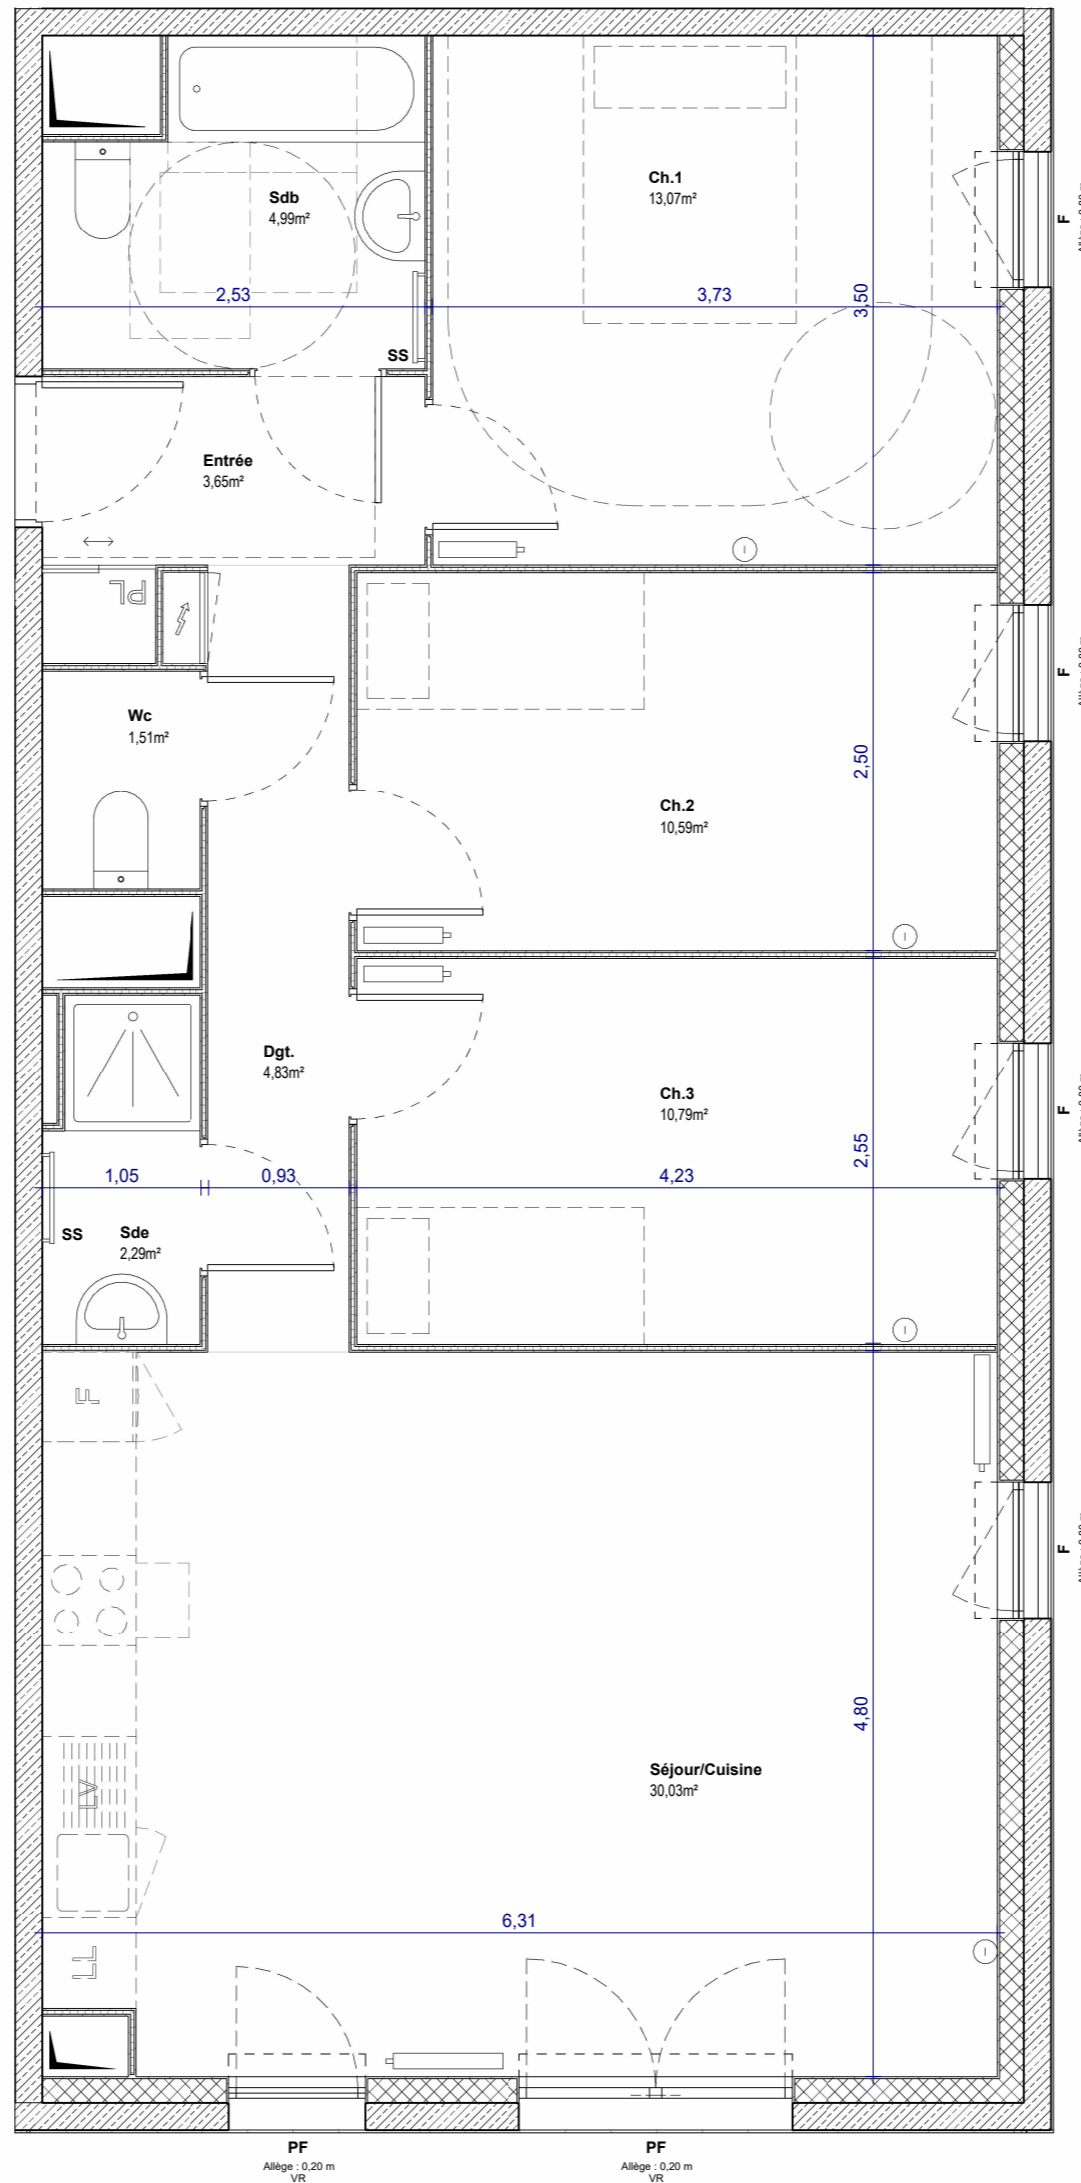 Sdb
4,99m²
Ch.1
13,07m²
F
2,53
3,73
3,50
SS
Entrée
3,65m²
PL
Wc
1,51m²
F
2,50
Ch.2
10,59m²
Dgt.
4,83m²
Ch.3
10,79m²
F
2,55
1,05
0,93
4,23
SS
Sde
2,29m²
F
F
4,80
LV
Séjour/Cuisine
30,03m²
6,31
LL
PF
Allège : 0,20 m
VR
PF
Allège : 0,20 m
VR